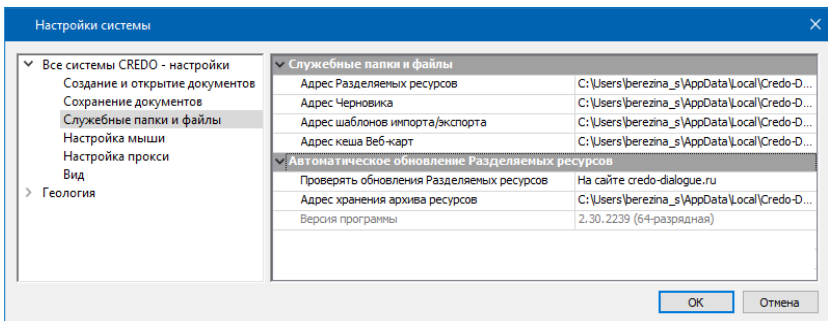 Настройки системы
Все системы CREDO - настройки
Создание и открытие документов
Сохранение документов
Служебные папки и файлы
Настройка мыши
Настройка прокси
Вид
Геология
Служебные папки и файлы
Адрес Разделяемых ресурсов C:\Users\berezina_s\AppData\Local\Credo-D...
Адрес Черновика C:\Users\berezina_s\AppData\Local\Credo-D...
Адрес шаблонов импорта/экспорта C:\Users\berezina_s\AppData\Local\Credo-D...
Адрес кеша Веб-карт C:\Users\berezina_s\AppData\Local\Credo-D...
Автоматическое обновление Разделяемых ресурсов
Проверять обновления Разделяемых ресурсов На сайте credo-dialogue.ru
Адрес хранения архива ресурсов C:\Users\berezina_s\AppData\Local\Credo-D...
Версия программы 2.30.2239 (64-разрядная)
OK Отмена